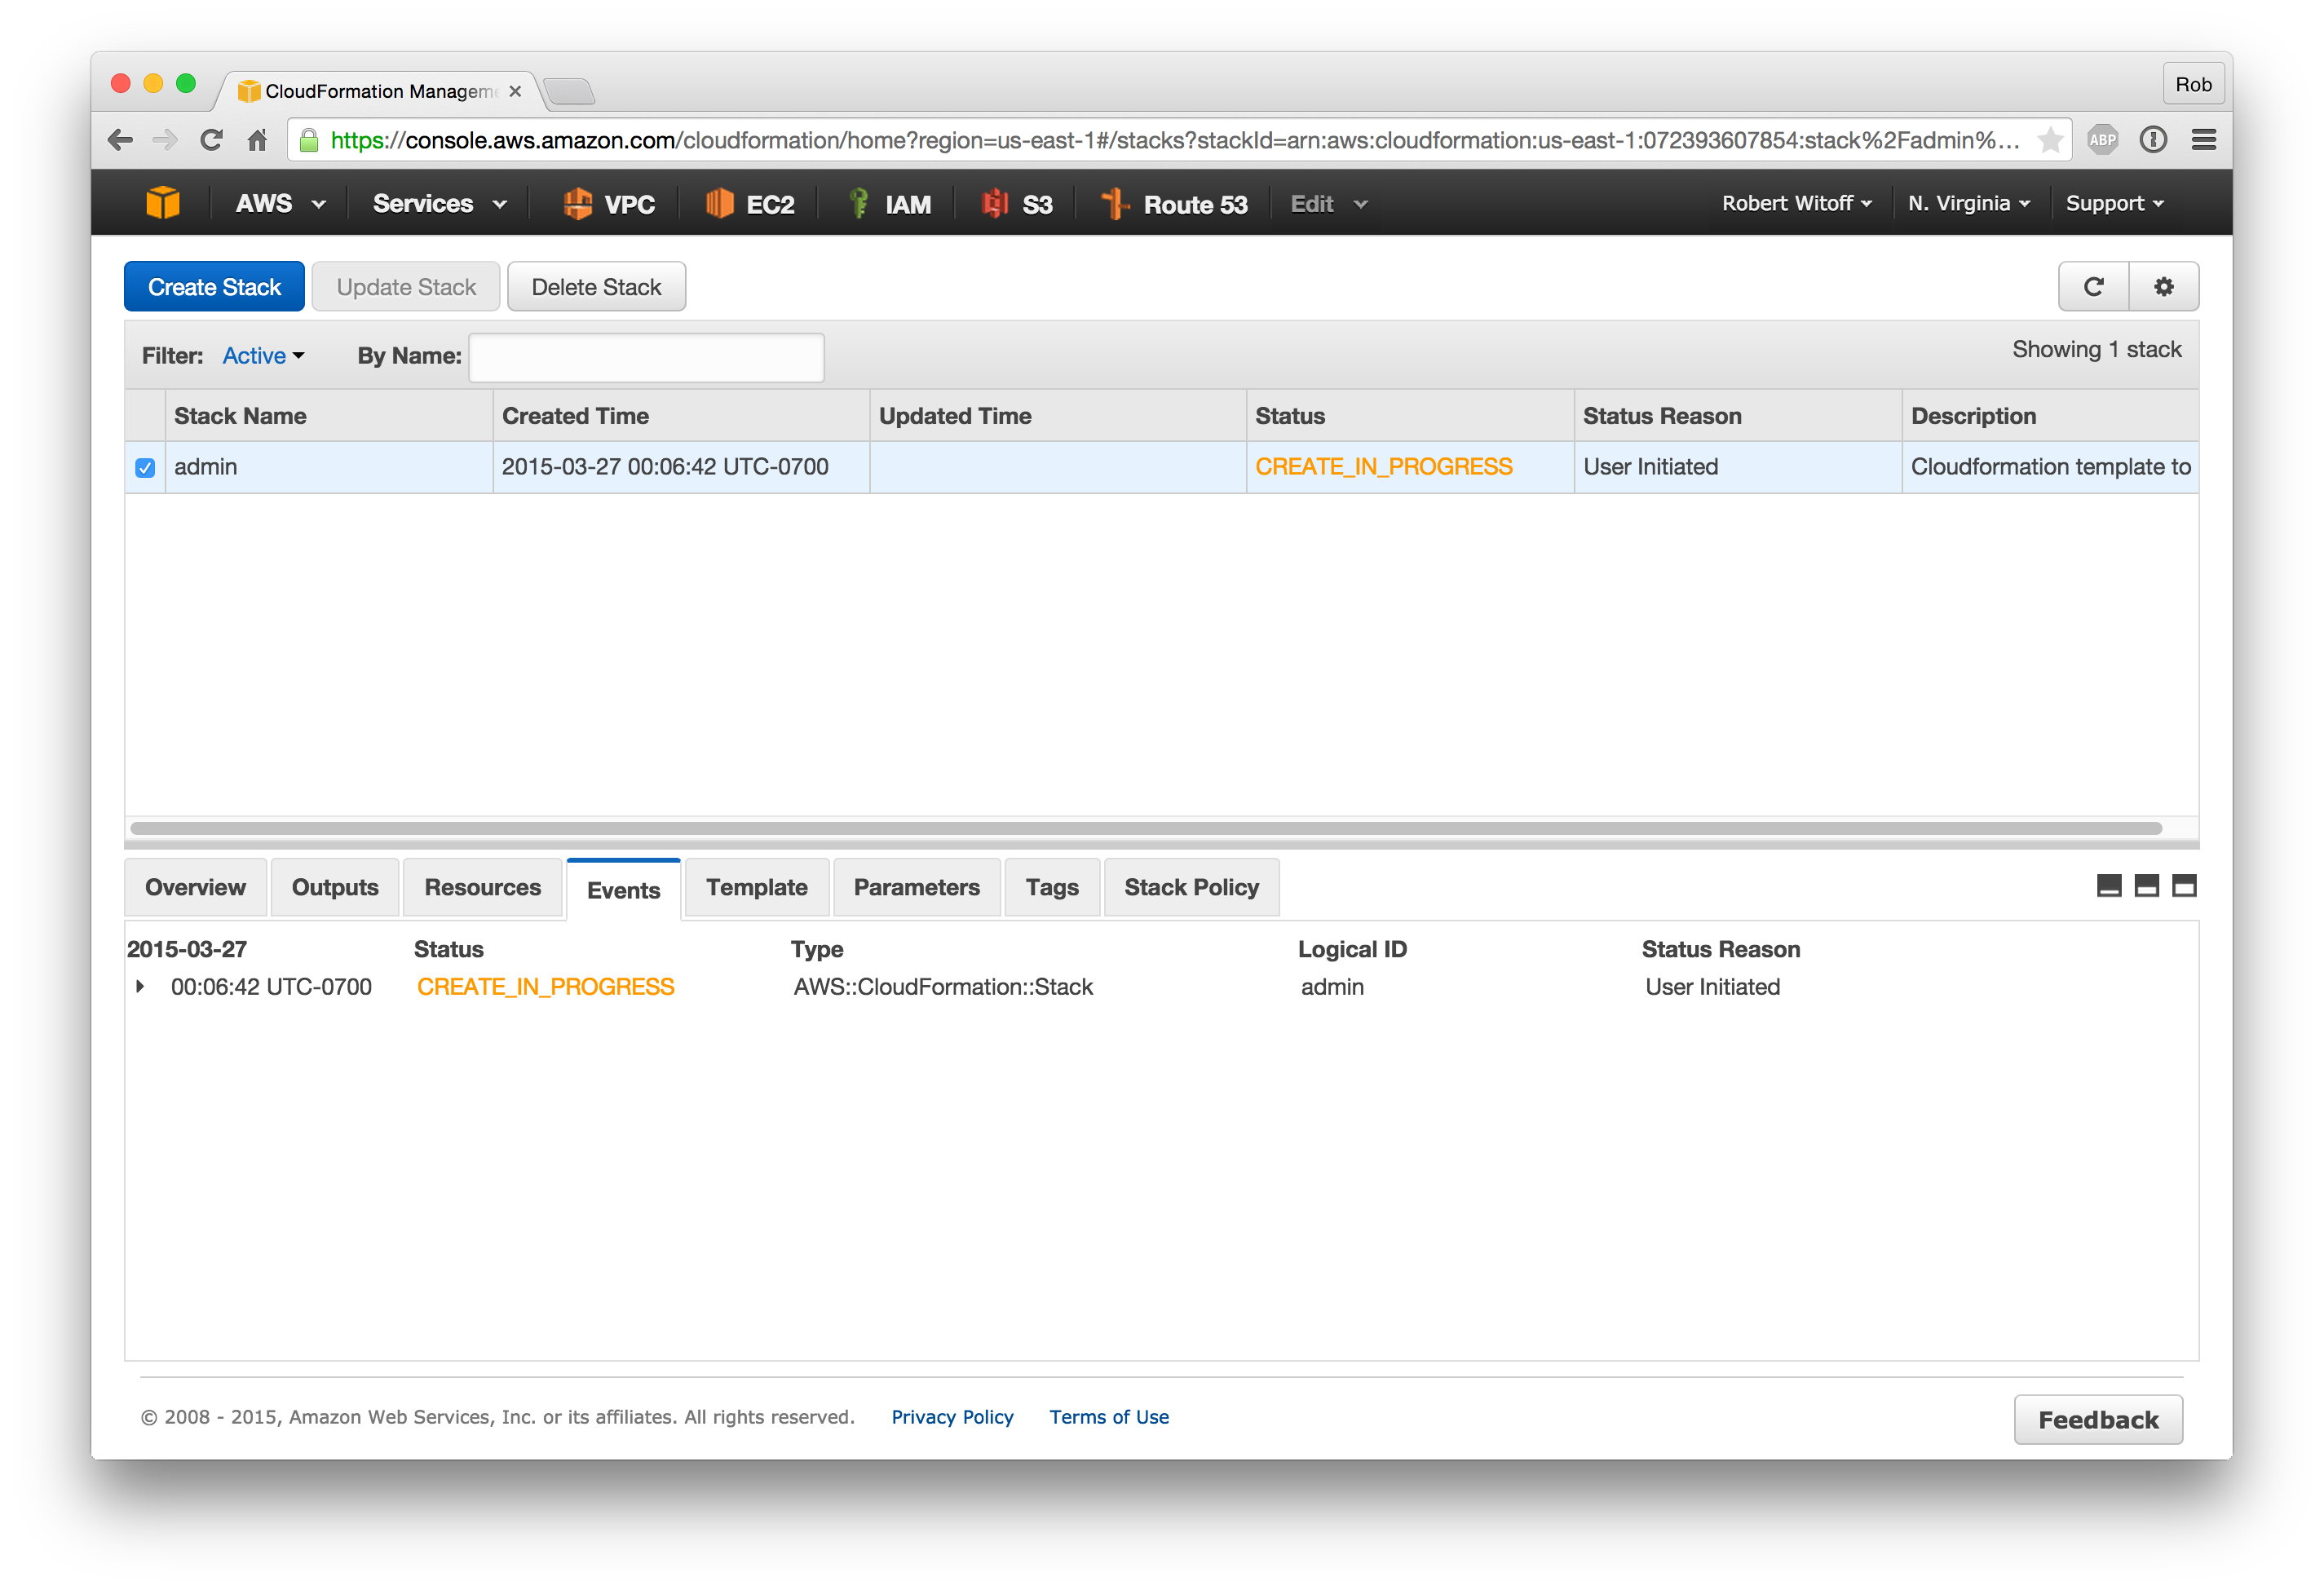 CloudFormation Managem
Rob
https://console.aws.amazon.com/cloudformation/home?region=us-east-1#/stacks?stackId=arn:aws:cloudformation:us-east-1:072393607854:stack%2Fadmin%...
ABP
AWS Services VPC EC2 IAM S3 Route 53 Edit Robert Witoff N. Virginia Support
Create Stack Update Stack Delete Stack
Filter: Active By Name: Showing 1 stack
Stack Name Created Time Updated Time Status Status Reason Description
admin 2015-03-27 00:06:42 UTC-0700 CREATE_IN_PROGRESS User Initiated Cloudformation template to
Overview Outputs Resources Events Template Parameters Tags Stack Policy
2015-03-27 Status Type Logical ID Status Reason
00:06:42 UTC-0700 CREATE_IN_PROGRESS AWS::CloudFormation::Stack admin User Initiated
© 2008 - 2015, Amazon Web Services, Inc. or its affiliates. All rights reserved. Privacy Policy Terms of Use Feedback